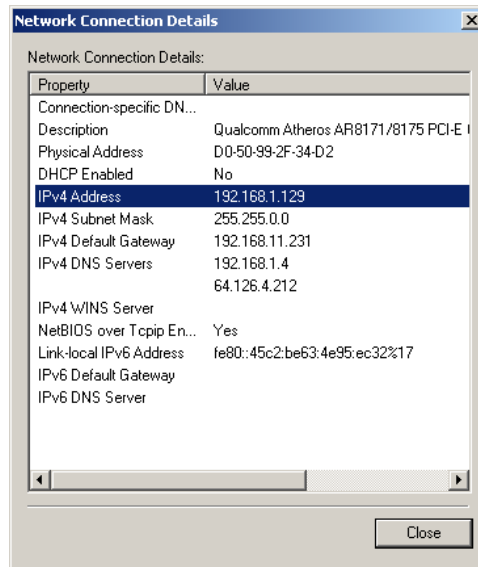 Network Connection Details
Network Connection Details:
Property Value
Connection-specific DN...
Description Qualcomm Atheros AR8171/8175 PCI-E
Physical Address D0-50-99-2F-34-D2
DHCP Enabled No
IPv4 Address 192.168.1.129
IPv4 Subnet Mask 255.255.0.0
IPv4 Default Gateway 192.168.11.231
IPv4 DNS Servers 192.168.1.4
64.126.4.212
IPv4 WINS Server
NetBIOS over Tcpip En... Yes
Link-local IPv6 Address fe80::45c2:be63:4e95:ec32%17
IPv6 Default Gateway
IPv6 DNS Server
Close